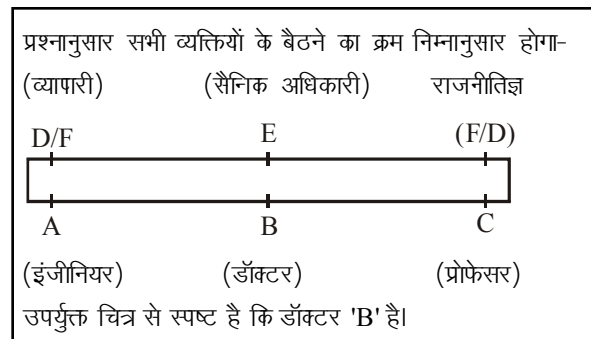 प्रश्नानुसार सभी व्यक्तियों के बैठने का क्रम निम्नानुसार होगा-
(व्यापारी) (सैनिक अधिकारी) राजनीतिज्ञ
D/F E (F/D)
A B C
(इंजीनियर) (डॉक्टर) (प्रोफेसर)
उपर्युक्त चित्र से स्पष्ट है कि डॉक्टर 'B' है।